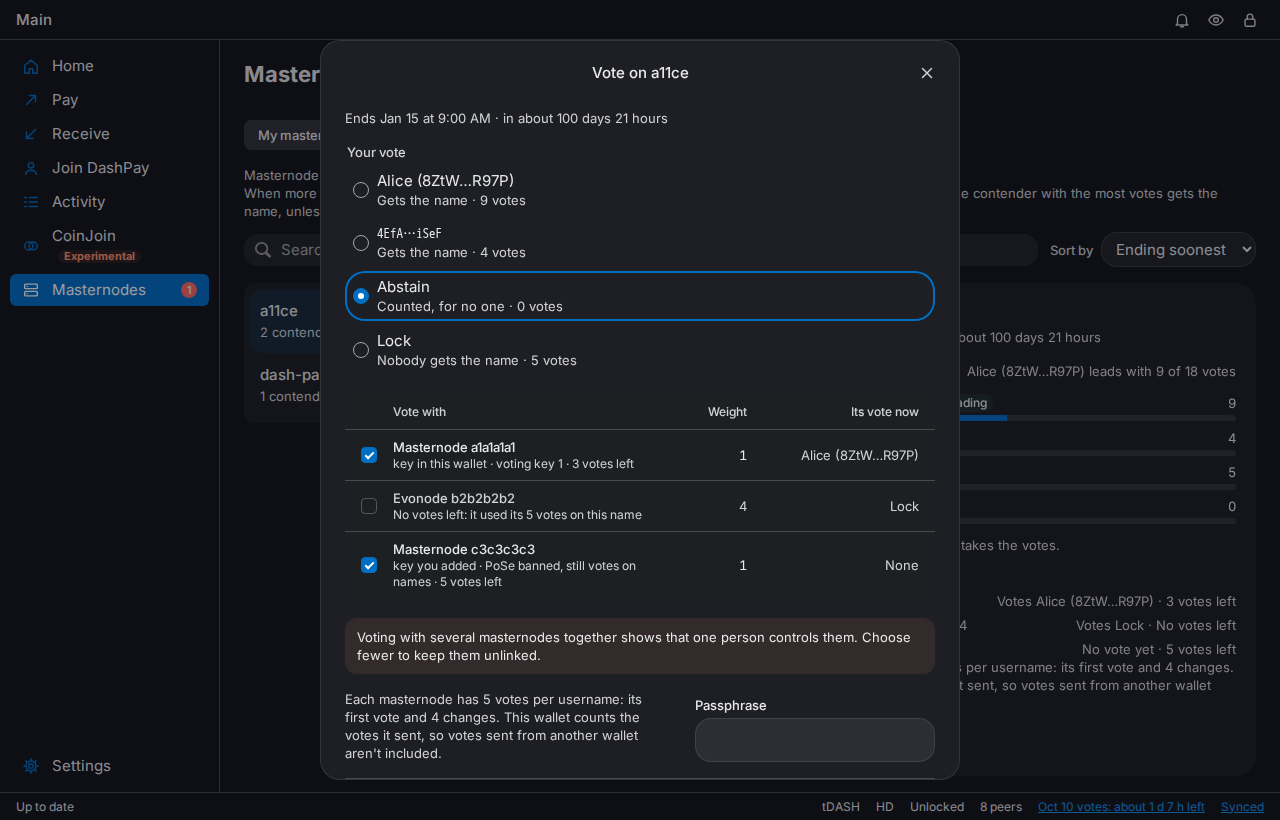 Main
Home
Pay
Receive
Join DashPay
Activity
CoinJoin
Experimental
Masternodes
1
Settings
Master
My master
Masternode
When more
name, unles
e contender with the most votes gets the
Searc
Sort by
Ending soonest
a11ce
2 contend
dash-pa
1 contend
bout 100 days 21 hours
Alice (8ZtW…R97P) leads with 9 of 18 votes
ading
9
4
5
0
takes the votes.
Votes Alice (8ZtW…R97P) · 3 votes left
4
Votes Lock · No votes left
No vote yet · 5 votes left
s per username: its first vote and 4 changes.
t sent, so votes sent from another wallet
Vote on a11ce
Ends Jan 15 at 9:00 AM · in about 100 days 21 hours
Your vote
Alice (8ZtW…R97P)
Gets the name · 9 votes
4EfA…iSeF
Gets the name · 4 votes
Abstain
Counted, for no one · 0 votes
Lock
Nobody gets the name · 5 votes
Vote with
Weight
Its vote now
Masternode a1a1a1a1
key in this wallet · voting key 1 · 3 votes left
1
Alice (8ZtW…R97P)
Evonode b2b2b2b2
No votes left: it used its 5 votes on this name
4
Lock
Masternode c3c3c3c3
key you added · PoSe banned, still votes on
names · 5 votes left
1
None
Voting with several masternodes together shows that one person controls them. Choose
fewer to keep them unlinked.
Each masternode has 5 votes per username: its
first vote and 4 changes. This wallet counts the
votes it sent, so votes sent from another wallet
aren't included.
Passphrase
Up to date
tDASH
HD
Unlocked
8 peers
Oct 10 votes: about 1 d 7 h left
Synced